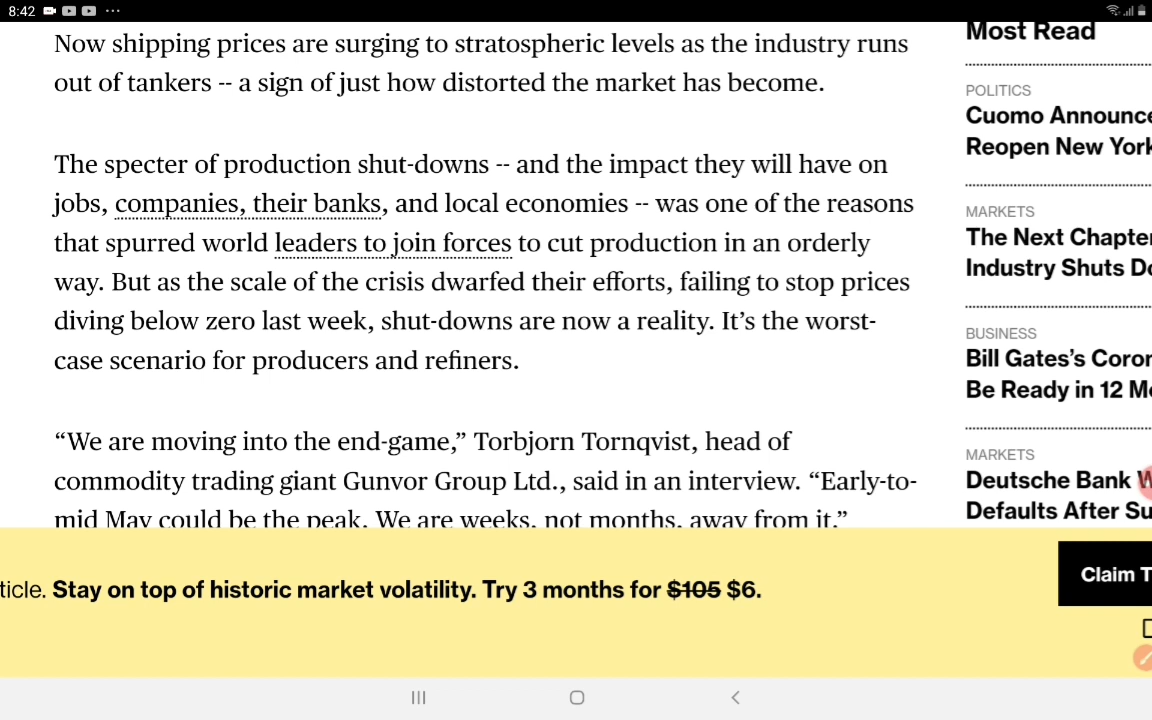 8:42
Now shipping prices are surging to stratospheric levels as the industry runs
out of tankers -- a sign of just how distorted the market has become.
The specter of production shut-downs -- and the impact they will have on
jobs, companies, their banks, and local economies -- was one of the reasons
that spurred world leaders to join forces to cut production in an orderly
way. But as the scale of the crisis dwarfed their efforts, failing to stop prices
diving below zero last week, shut-downs are now a reality. It’s the worst-
case scenario for producers and refiners.
“We are moving into the end-game,” Torbjorn Tornqvist, head of
commodity trading giant Gunvor Group Ltd., said in an interview. “Early-to-
mid May could be the peak. We are weeks, not months, away from it.”
Most Read
POLITICS
Cuomo Announce
Reopen New York
MARKETS
The Next Chapter
Industry Shuts Do
BUSINESS
Bill Gates’s Coron
Be Ready in 12 Mo
MARKETS
Deutsche Bank W
Defaults After Su
ticle. Stay on top of historic market volatility. Try 3 months for $105 $6.
Claim T